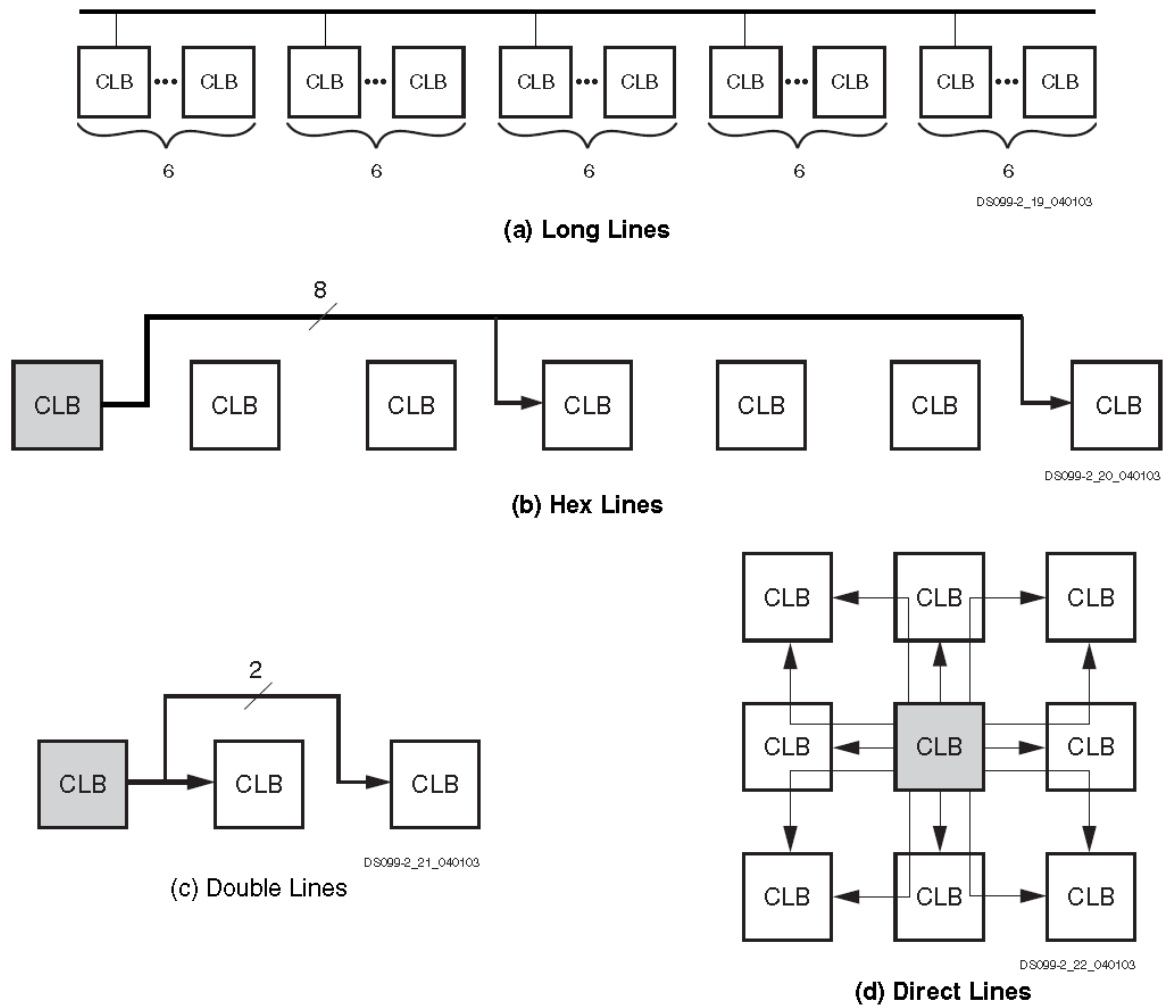 CLB ••• CLB CLB ••• CLB CLB ••• CLB CLB ••• CLB CLB ••• CLB
6 6 6 6 6
DS099-2_19_040103
(a) Long Lines
8
CLB CLB CLB CLB CLB CLB CLB
DS099-2_20_040103
(b) Hex Lines
2
CLB CLB CLB
DS099-2_21_040103
(c) Double Lines
CLB CLB CLB
CLB CLB CLB
CLB CLB CLB
DS099-2_22_040103
(d) Direct Lines